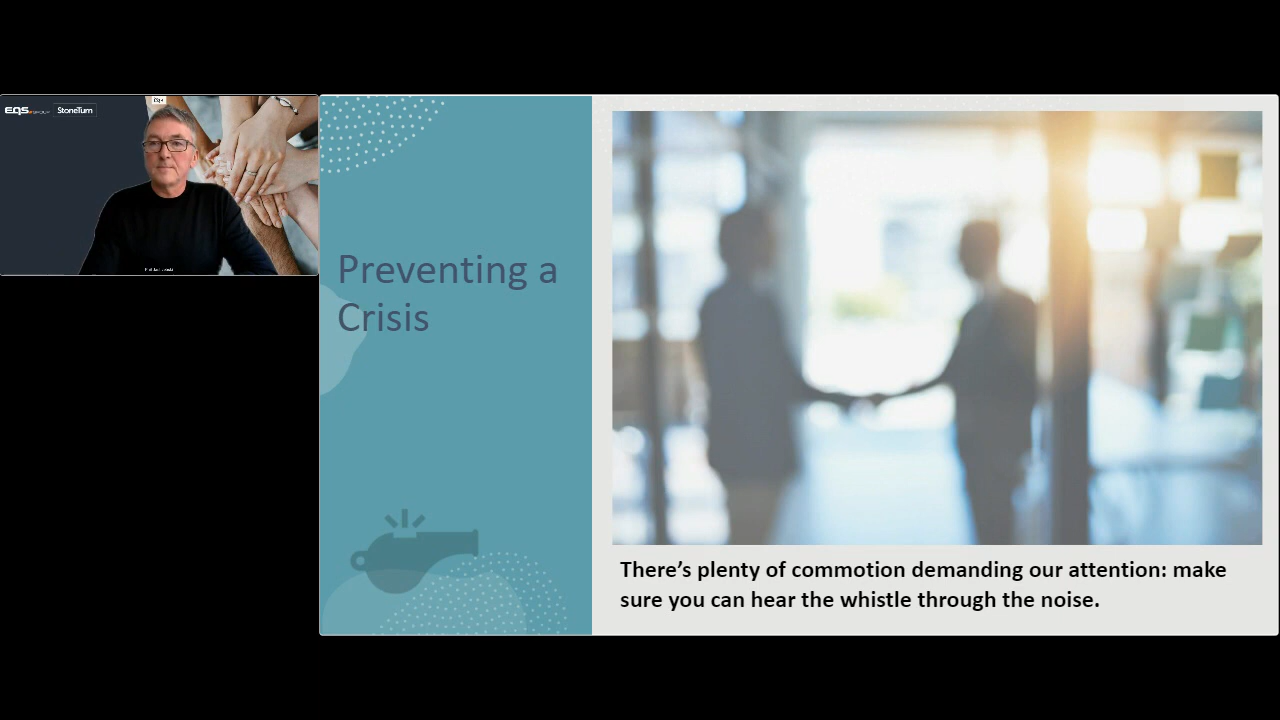 EQS GROUP
StoneTurn
Preventing a
Crisis
There’s plenty of commotion demanding our attention: make
sure you can hear the whistle through the noise.